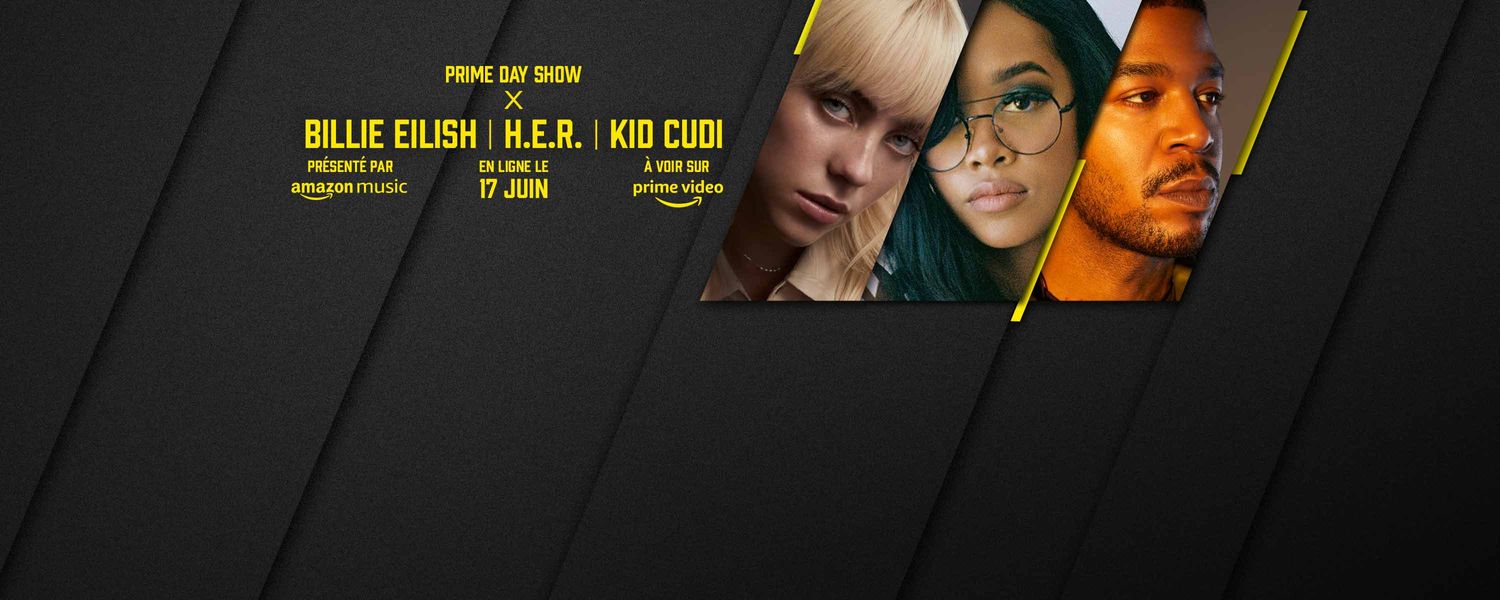 PRIME DAY SHOW
X
BILLIE EILISH | H.E.R. | KID CUDI
PRÉSENTÉ PAR
amazon music
EN LIGNE LE
17 JUIN
À VOIR SUR
prime video